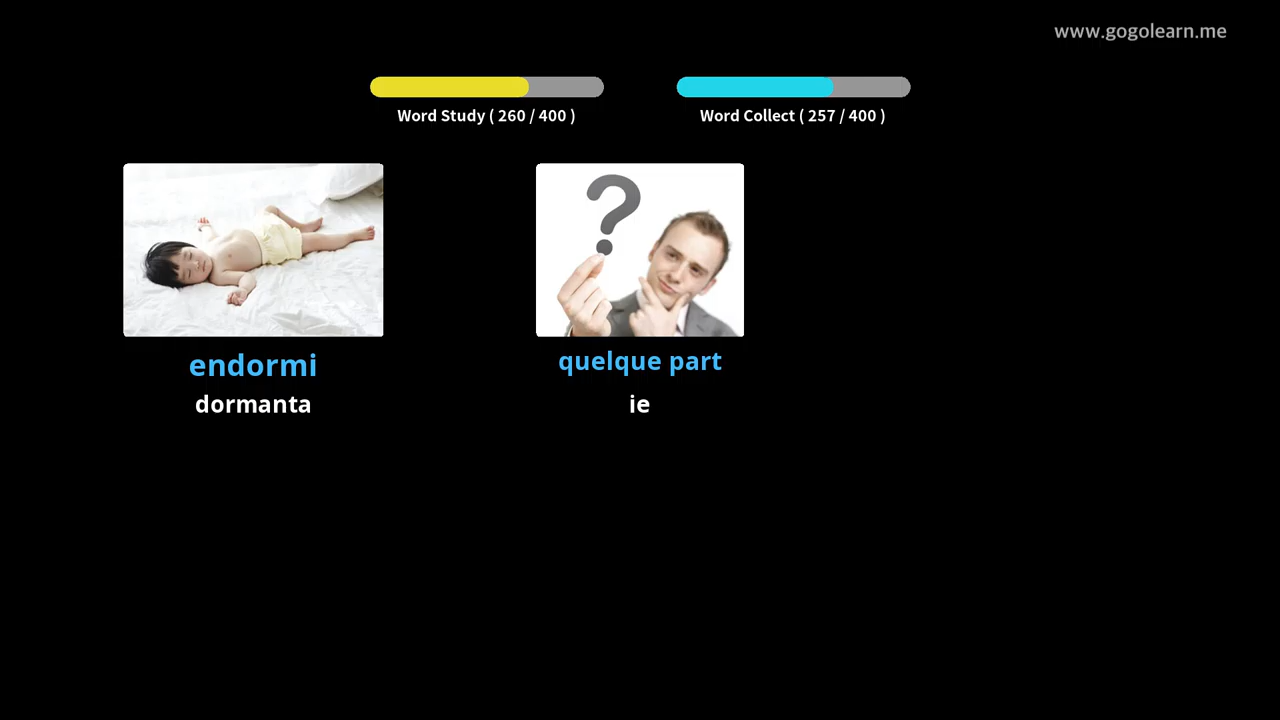 www.gogolearn.me
Word Study ( 260 / 400 )
Word Collect ( 257 / 400 )
endormi
dormanta
quelque part
ie